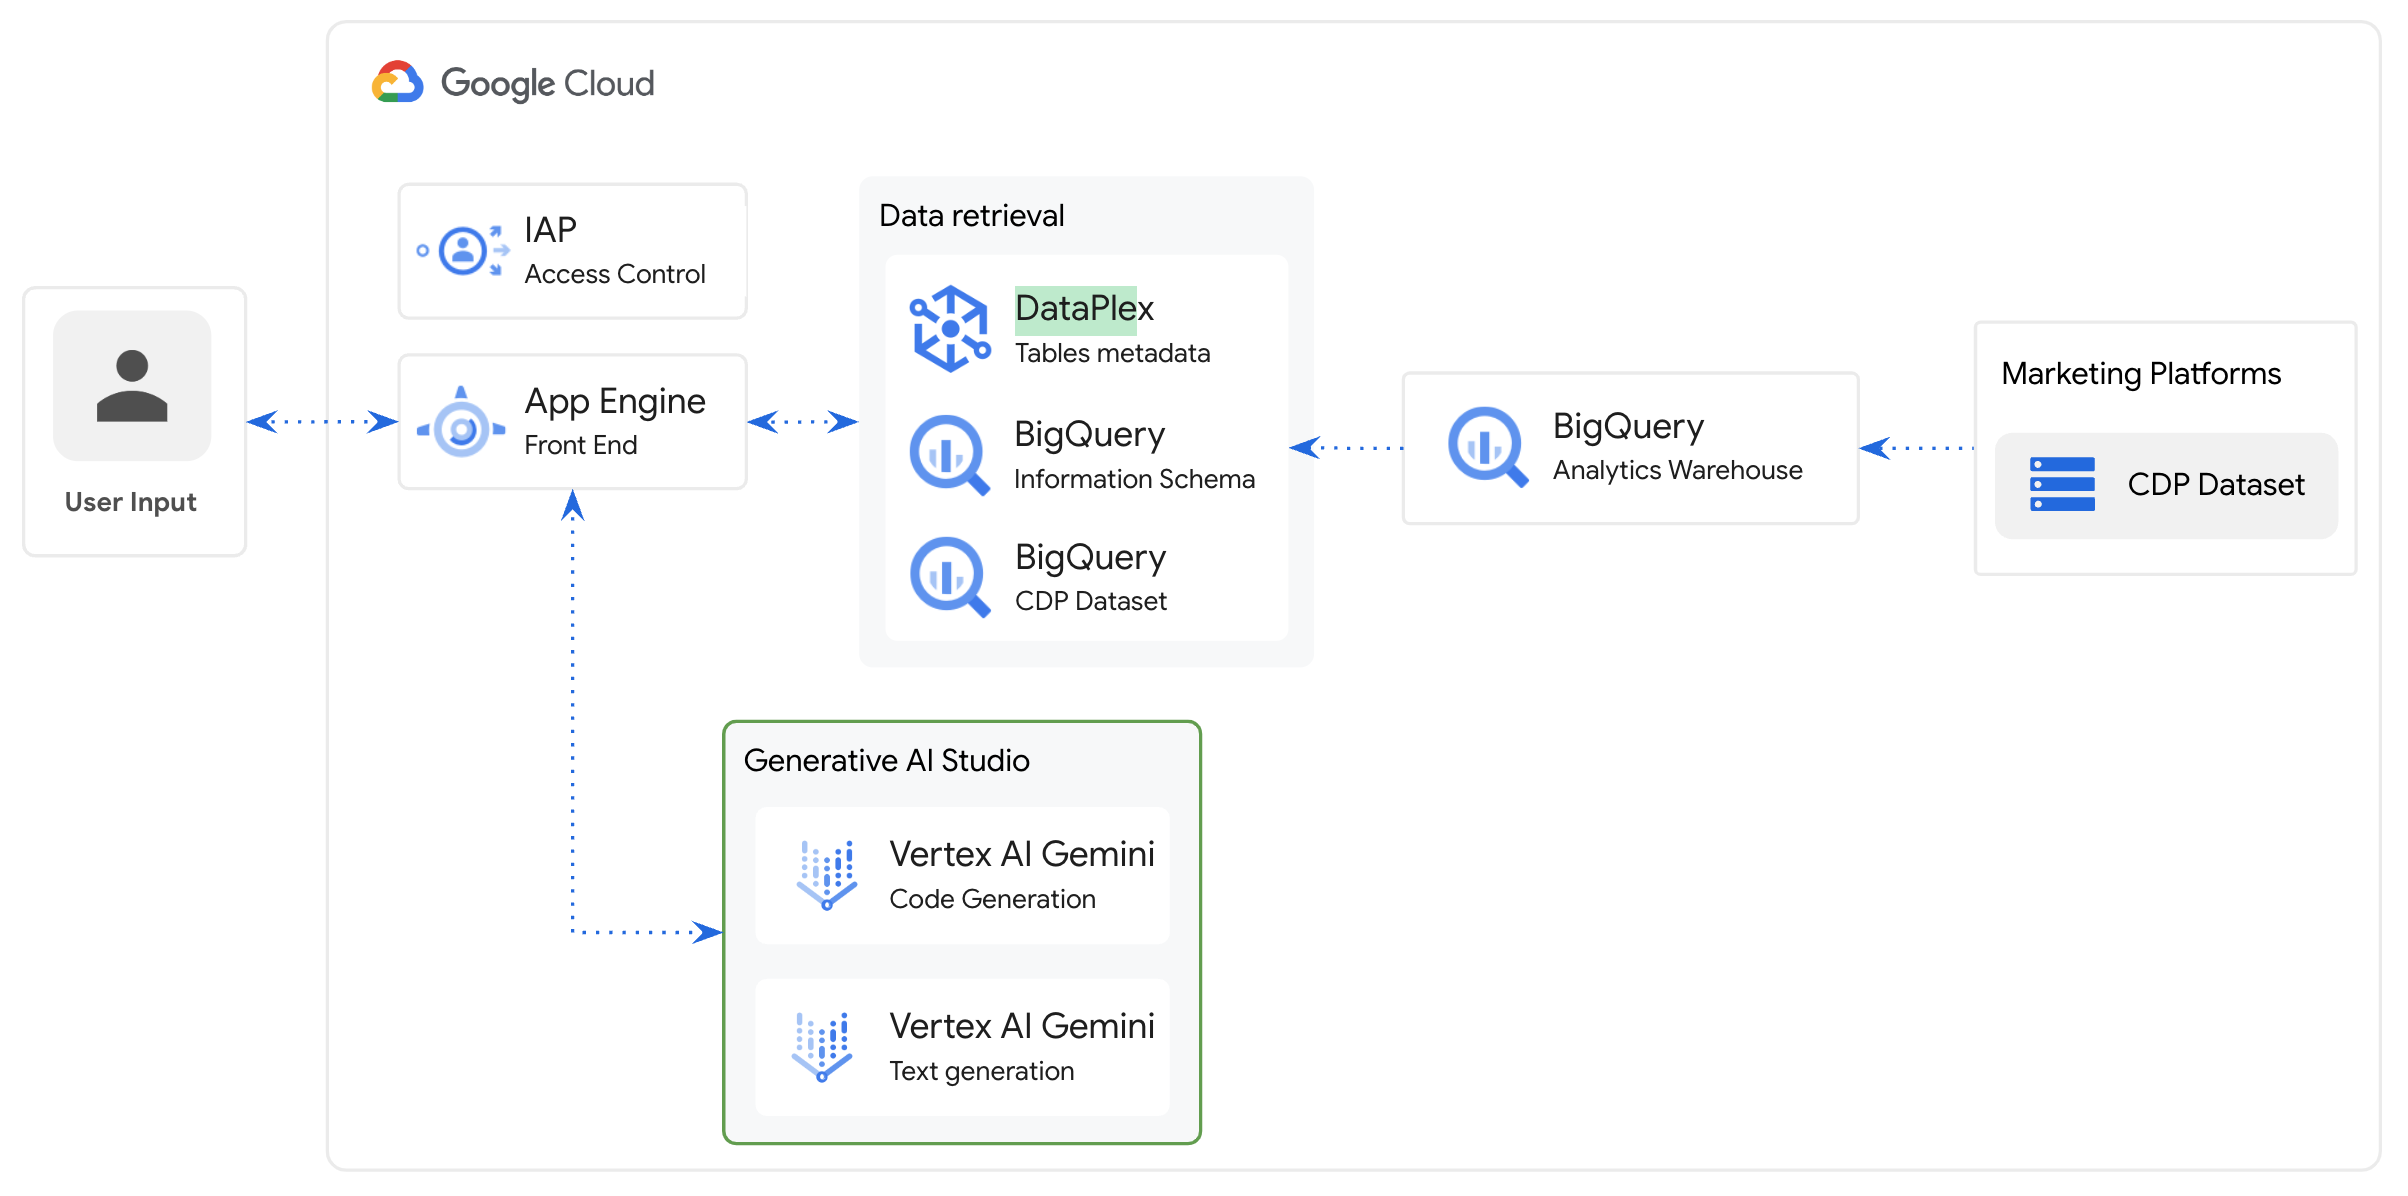 Google Cloud
IAP
Access Control
User Input
App Engine
Front End
Data retrieval
DataPlex
Tables metadata
BigQuery
Information Schema
BigQuery
CDP Dataset
BigQuery
Analytics Warehouse
Marketing Platforms
CDP Dataset
Generative AI Studio
Vertex AI Gemini
Code Generation
Vertex AI Gemini
Text generation